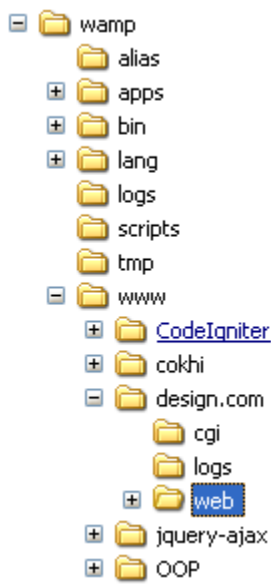 wamp
alias
apps
bin
lang
logs
scripts
tmp
www
CodeIgniter
cokhi
design.com
cgi
logs
web
jquery-ajax
OOP